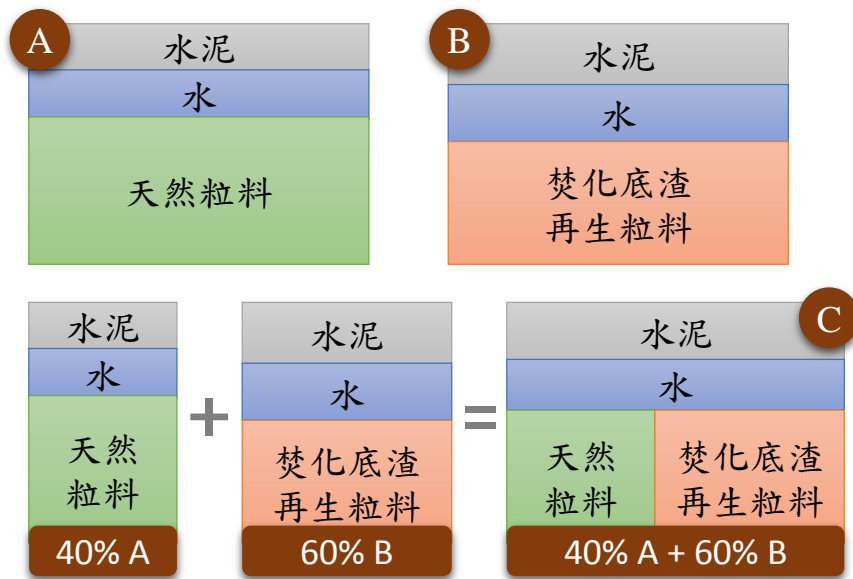 A
水泥
水
天然粒料
B
水泥
水
焚化底渣
再生粒料
水泥
水
天然
粒料
40% A
+
水泥
水
焚化底渣
再生粒料
60% B
=
C
水泥
水
天然
粒料
焚化底渣
再生粒料
40% A + 60% B